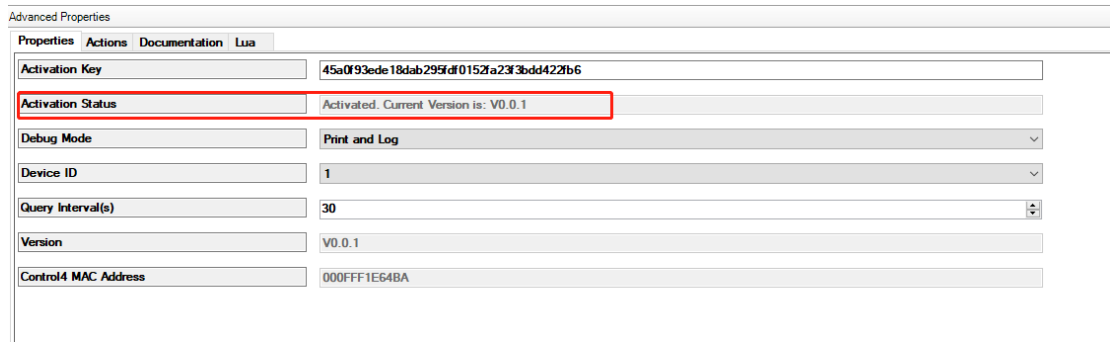 Advanced Properties
Properties Actions Documentation Lua
Activation Key 45a0f93ede18dab295fdf0152fa23f3bdd422fb6
Activation Status Activated. Current Version is: V0.0.1
Debug Mode Print and Log
Device ID 1
Query Interval(s) 30
Version V0.0.1
Control4 MAC Address 000FFF1E64BA